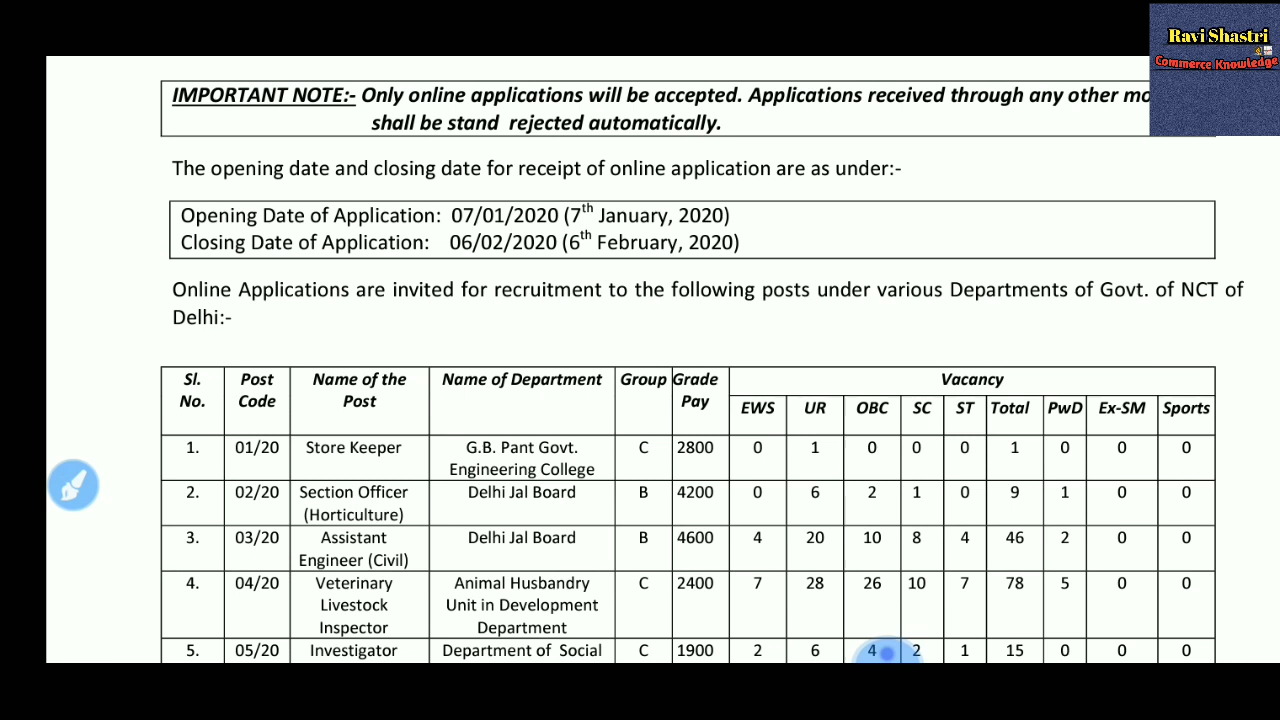 Ravi Shastri
Commerce Knowledge
IMPORTANT NOTE:- Only online applications will be accepted. Applications received through any other mo
shall be stand rejected automatically.
The opening date and closing date for receipt of online application are as under:-
Opening Date of Application: 07/01/2020 (7th January, 2020)
Closing Date of Application: 06/02/2020 (6th February, 2020)
Online Applications are invited for recruitment to the following posts under various Departments of Govt. of NCT of
Delhi:-
Sl. Post Name of the Name of Department Group Grade Vacancy
No. Code Post Pay EWS UR OBC SC ST Total PwD Ex-SM Sports
1. 01/20 Store Keeper G.B. Pant Govt. C 2800 0 1 0 0 0 1 0 0 0
Engineering College
2. 02/20 Section Officer Delhi Jal Board B 4200 0 6 2 1 0 9 1 0 0
(Horticulture)
3. 03/20 Assistant Delhi Jal Board B 4600 4 20 10 8 4 46 2 0 0
Engineer (Civil)
4. 04/20 Veterinary Animal Husbandry C 2400 7 28 26 10 7 78 5 0 0
Livestock Unit in Development
Inspector Department
5. 05/20 Investigator Department of Social C 1900 2 6 4 2 1 15 0 0 0